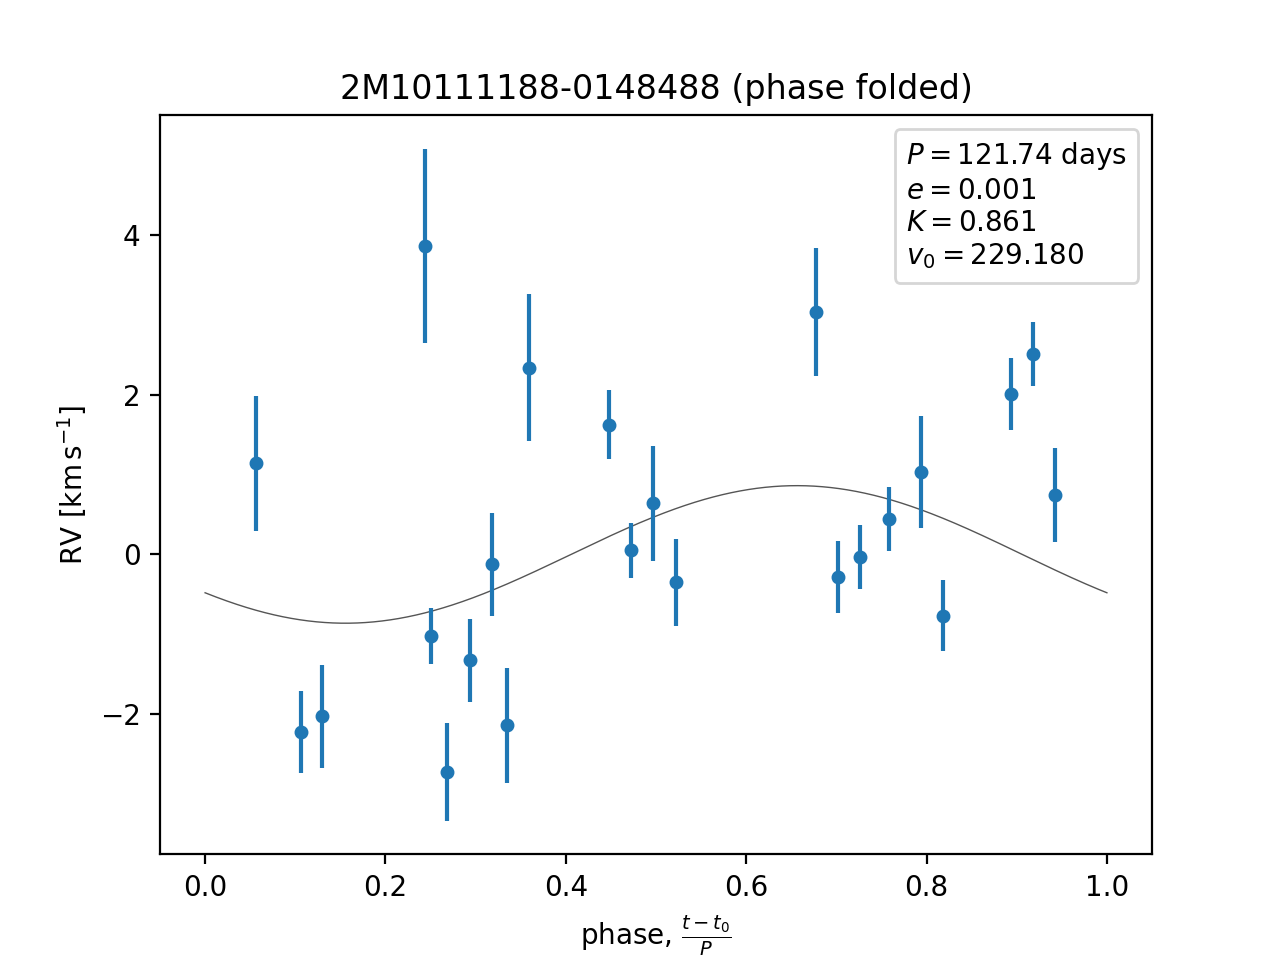 2M10111188-0148488 (phase folded)
P = 121.74 days
e = 0.001
K = 0.861
v₀ = 229.180
RV [km s⁻¹]
4
2
0
−2
0.0 0.2 0.4 0.6 0.8 1.0
phase, (t − t₀)/P